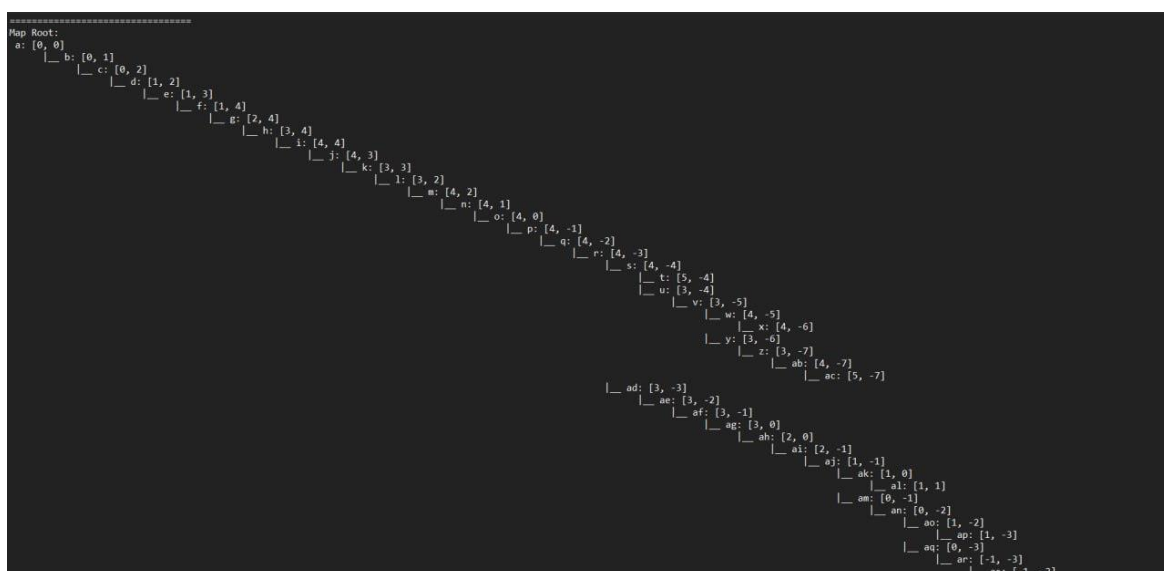 =================================
Map Root:
a: [0, 0]
|__ b: [0, 1]
|__ c: [0, 2]
|__ d: [1, 2]
|__ e: [1, 3]
|__ f: [1, 4]
|__ g: [2, 4]
|__ h: [3, 4]
|__ i: [4, 4]
|__ j: [4, 3]
|__ k: [3, 3]
|__ l: [3, 2]
|__ m: [4, 2]
|__ n: [4, 1]
|__ o: [4, 0]
|__ p: [4, -1]
|__ q: [4, -2]
|__ r: [4, -3]
|__ s: [4, -4]
|__ t: [5, -4]
|__ u: [3, -4]
|__ v: [3, -5]
|__ w: [4, -5]
|__ x: [4, -6]
|__ y: [3, -6]
|__ z: [3, -7]
|__ ab: [4, -7]
|__ ac: [5, -7]
|__ ad: [3, -3]
|__ ae: [3, -2]
|__ af: [3, -1]
|__ ag: [3, 0]
|__ ah: [2, 0]
|__ ai: [2, -1]
|__ aj: [1, -1]
|__ ak: [1, 0]
|__ al: [1, 1]
|__ am: [0, -1]
|__ an: [0, -2]
|__ ao: [1, -2]
|__ ap: [1, -3]
|__ aq: [0, -3]
|__ ar: [-1, -3]